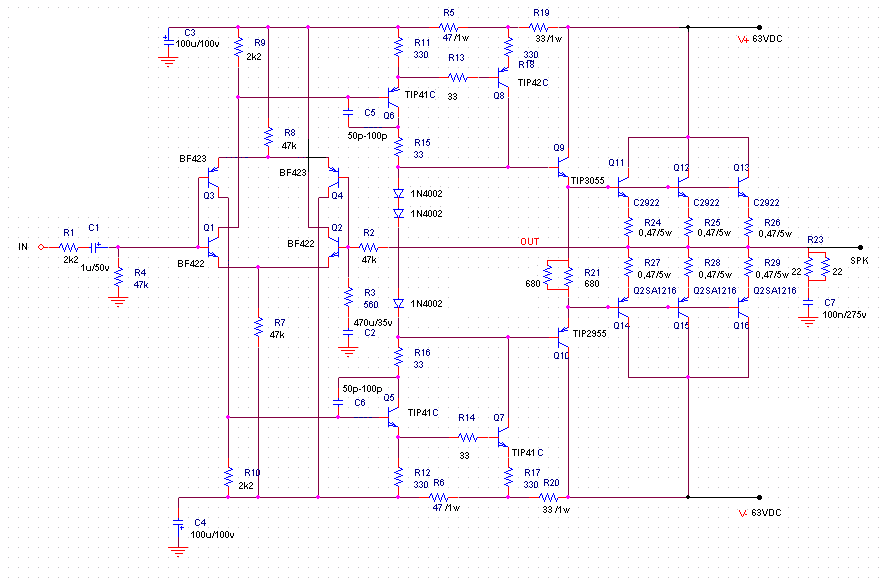 R5
47/1w
R19
33/1w
C3
100u/100v
R9
2k2
R11
330
330
R18
V+ 63VDC
R13
33
TIP42C
Q8
TIP41C
Q6
C5
50p-100p
R8
47k
R15
33
Q9
TIP3055
BF423
Q3
BF423
Q4
Q11
Q12
Q13
1N4002
1N4002
C2922
C2922
C2922
R24
0,47/5w
R25
0,47/5w
R26
0,47/5w
IN
R1
2k2
C1
1u/50v
Q1
BF422
Q2
BF422
R2
47k
OUT
R23
22
22
SPK
R4
47k
R3
560
470u/35v
C2
680
R21
680
R27
0,47/5w
R28
0,47/5w
R29
0,47/5w
Q2SA1216
Q2SA1216
Q2SA1216
1N4002
C7
100n/275v
R7
47k
TIP2955
Q10
Q14
Q15
Q16
R16
33
50p-100p
C6
Q5
TIP41C
R14
33
Q7
TIP41C
R10
2k2
R12
330
R6
47/1w
R17
330
R20
33/1w
V- 63VDC
C4
100u/100v